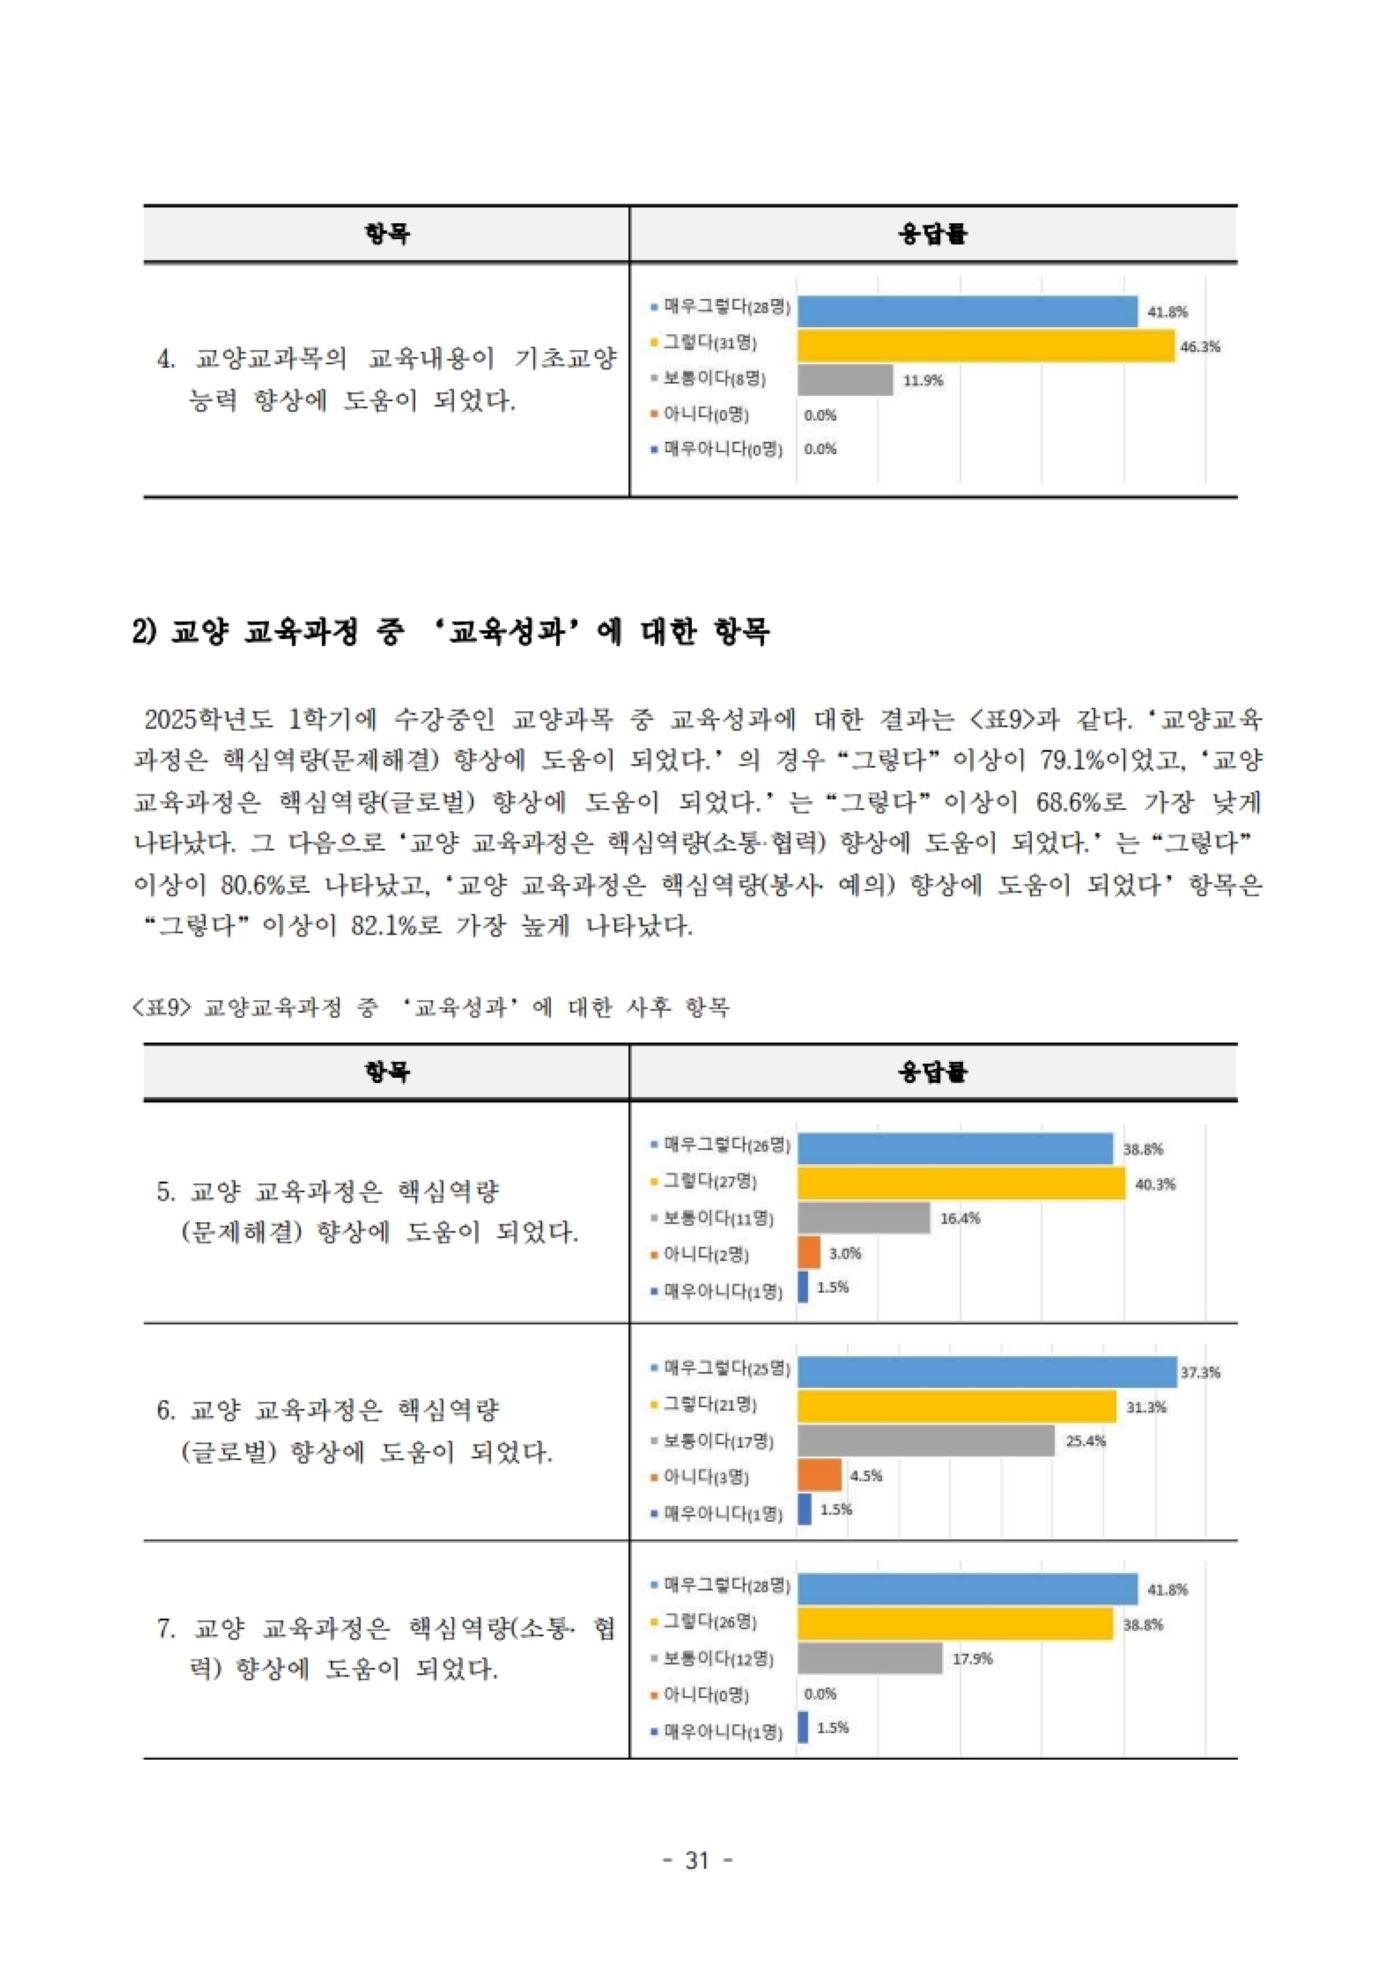 항목 응답률
4. 교양교과목의 교육내용이 기초교양
능력 향상에 도움이 되었다.
매우그렇다(28명) 41.8%
그렇다(31명) 46.3%
보통이다(8명) 11.9%
아니다(0명) 0.0%
매우아니다(0명) 0.0%
2) 교양 교육과정 중 ‘교육성과’에 대한 항목
2025학년도 1학기에 수강중인 교양과목 중 교육성과에 대한 결과는 <표9>과 같다. ‘교양교육
과정은 핵심역량(문제해결) 향상에 도움이 되었다.’의 경우 “그렇다” 이상이 79.1%이었고, ‘교양
교육과정은 핵심역량(글로벌) 향상에 도움이 되었다.’는 “그렇다” 이상이 68.6%로 가장 낮게
나타났다. 그 다음으로 ‘교양 교육과정은 핵심역량(소통·협력) 향상에 도움이 되었다.’는 “그렇다”
이상이 80.6%로 나타났고, ‘교양 교육과정은 핵심역량(봉사· 예의) 향상에 도움이 되었다’ 항목은
“그렇다” 이상이 82.1%로 가장 높게 나타났다.
<표9> 교양교육과정 중 ‘교육성과’에 대한 사후 항목
항목 응답률
5. 교양 교육과정은 핵심역량
(문제해결) 향상에 도움이 되었다.
매우그렇다(26명) 38.8%
그렇다(27명) 40.3%
보통이다(11명) 16.4%
아니다(2명) 3.0%
매우아니다(1명) 1.5%
6. 교양 교육과정은 핵심역량
(글로벌) 향상에 도움이 되었다.
매우그렇다(25명) 37.3%
그렇다(21명) 31.3%
보통이다(17명) 25.4%
아니다(3명) 4.5%
매우아니다(1명) 1.5%
7. 교양 교육과정은 핵심역량(소통· 협
력) 향상에 도움이 되었다.
매우그렇다(28명) 41.8%
그렇다(26명) 38.8%
보통이다(12명) 17.9%
아니다(0명) 0.0%
매우아니다(1명) 1.5%
- 31 -